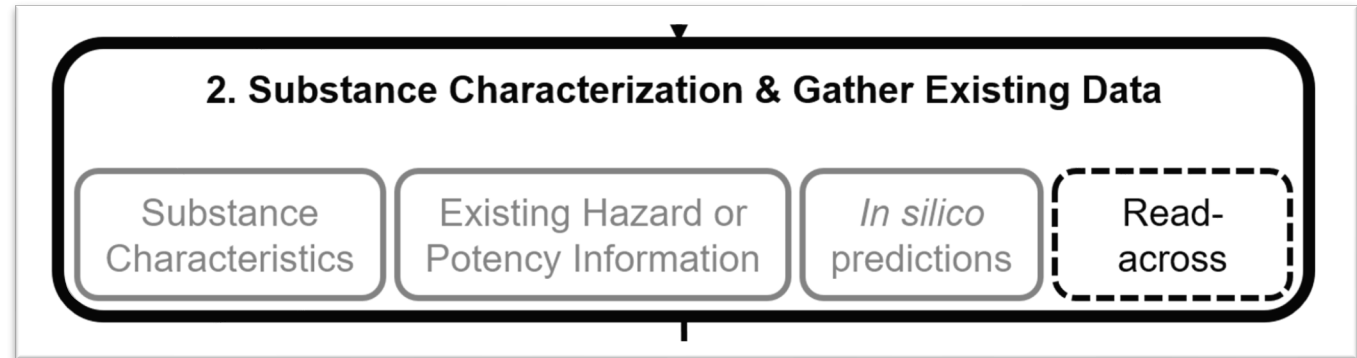 2. Substance Characterization & Gather Existing Data
Substance
Characteristics
Existing Hazard or
Potency Information
In silico
predictions
Read-
across